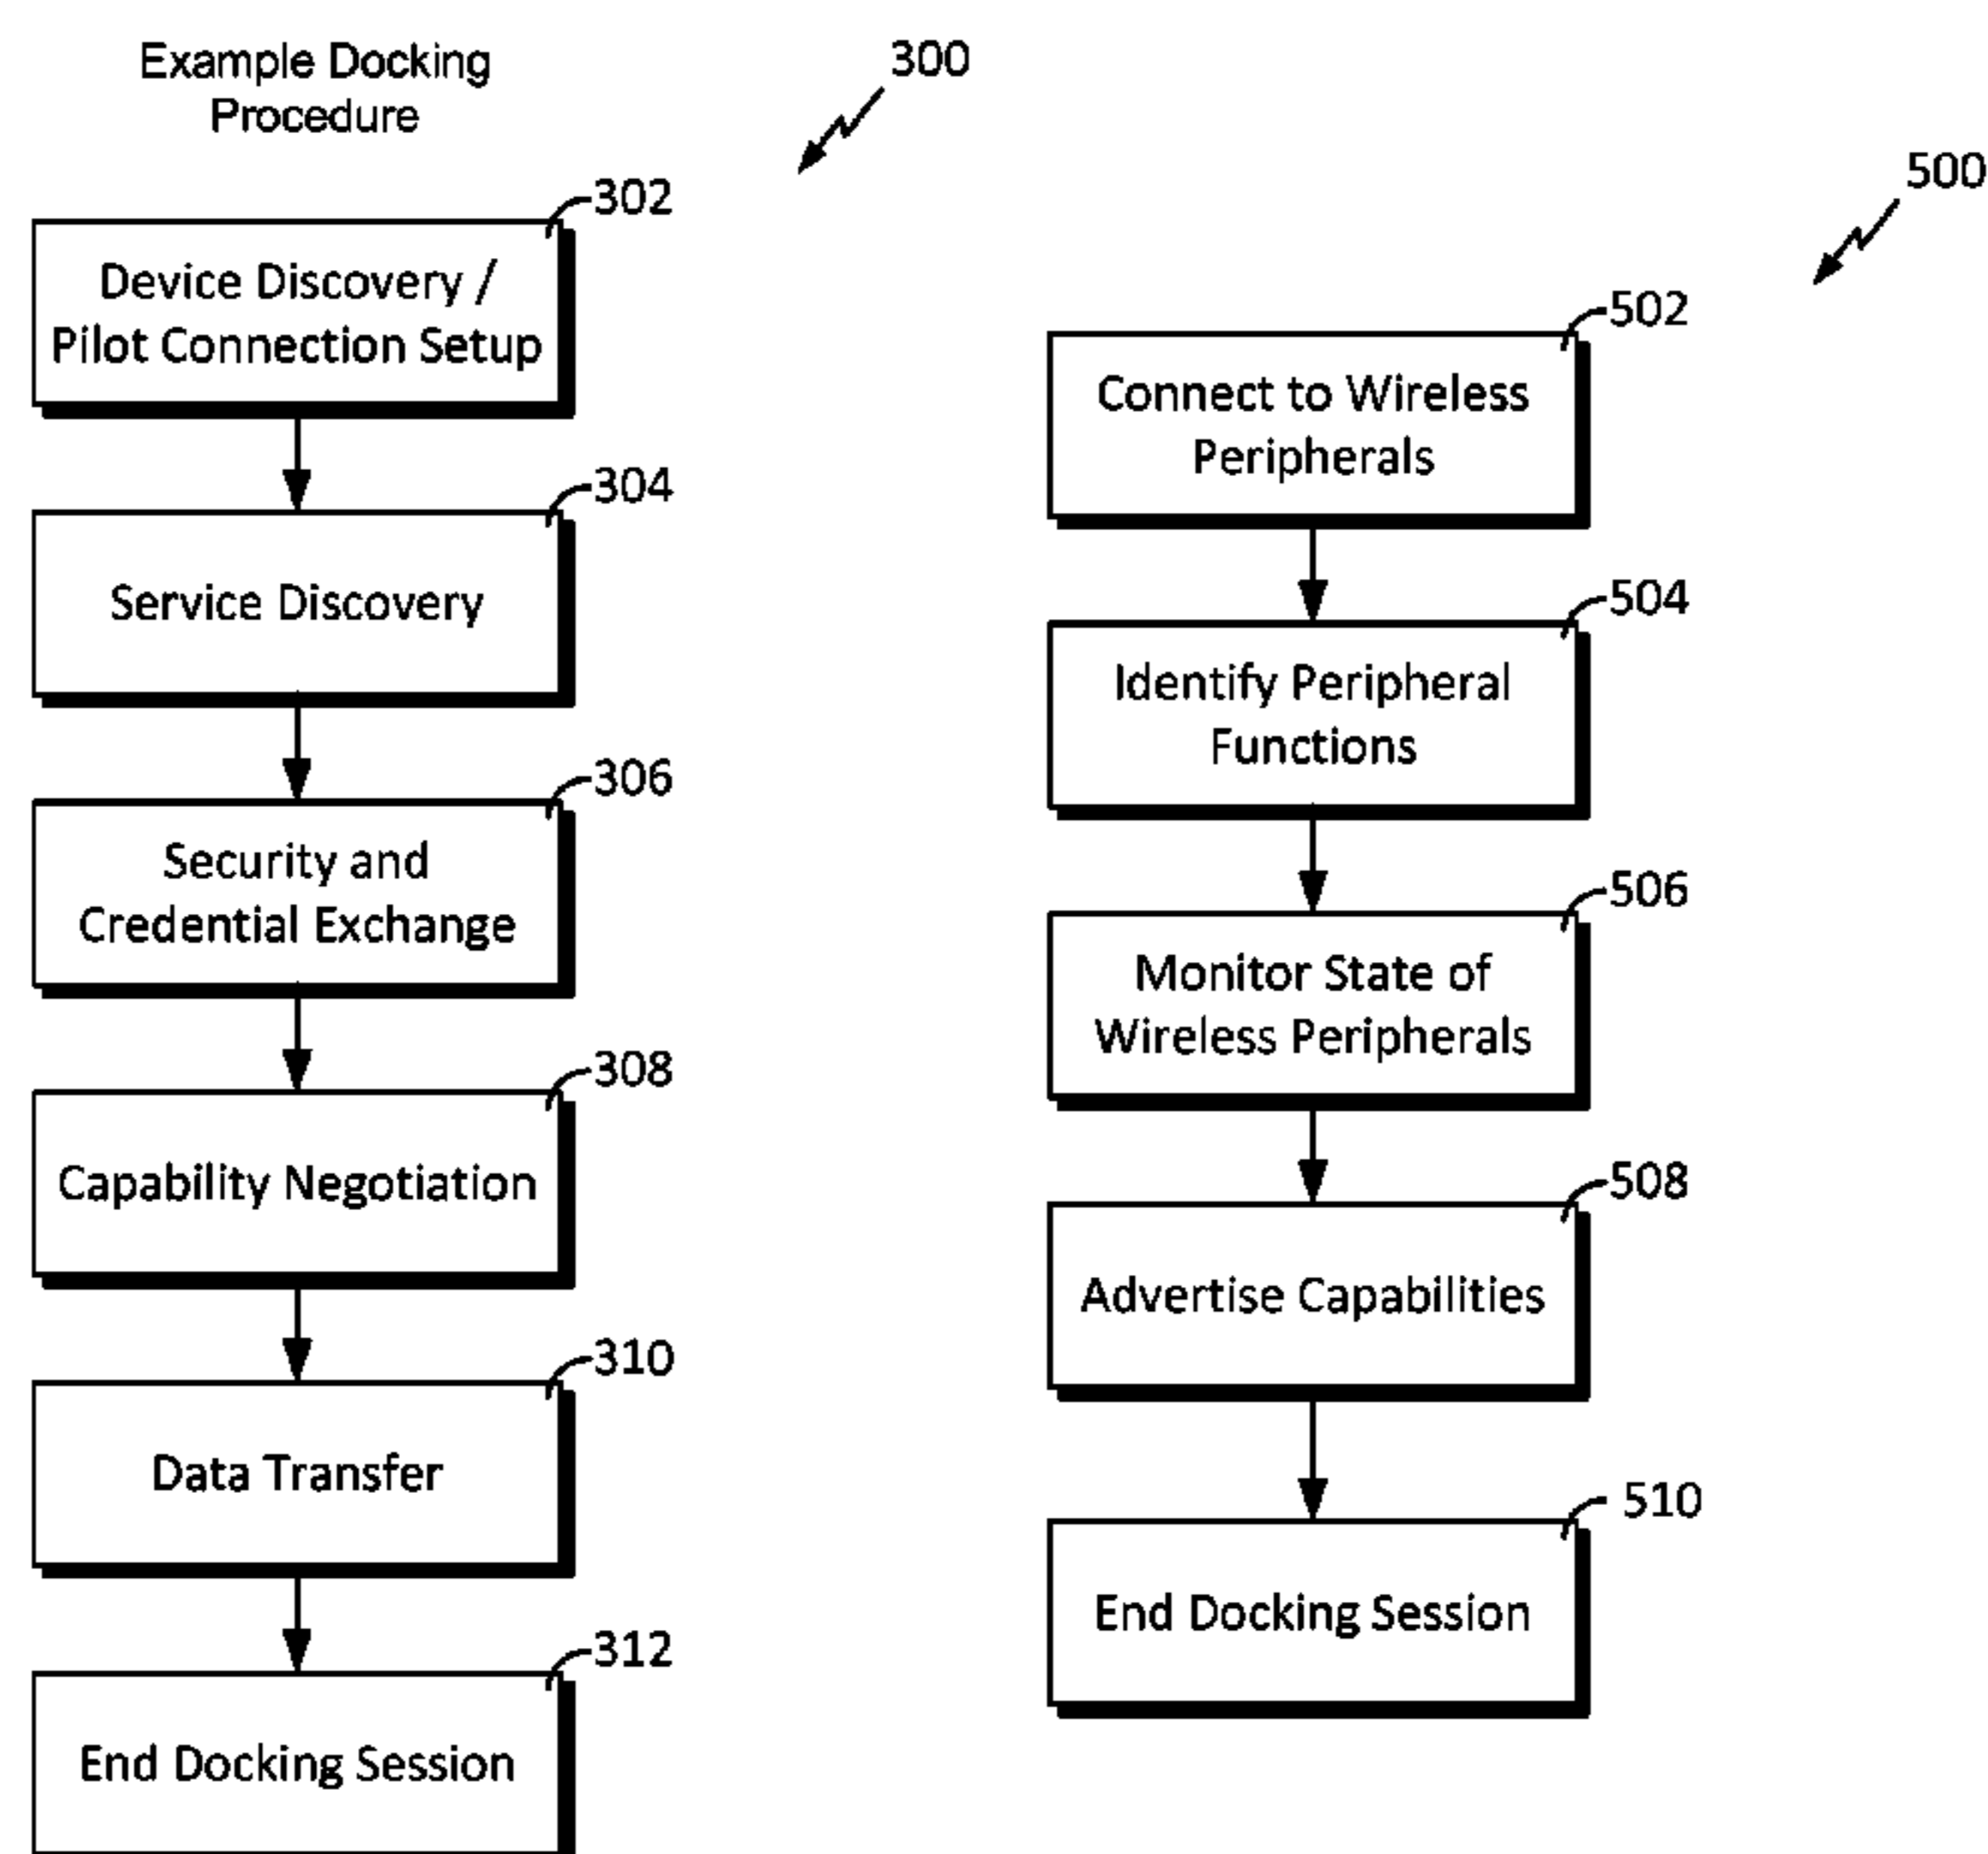 Example Docking
Procedure
300
302
Device Discovery /
Pilot Connection Setup
304
Service Discovery
306
Security and
Credential Exchange
308
Capability Negotiation
310
Data Transfer
312
End Docking Session
500
502
Connect to Wireless
Peripherals
504
Identify Peripheral
Functions
506
Monitor State of
Wireless Peripherals
508
Advertise Capabilities
510
End Docking Session